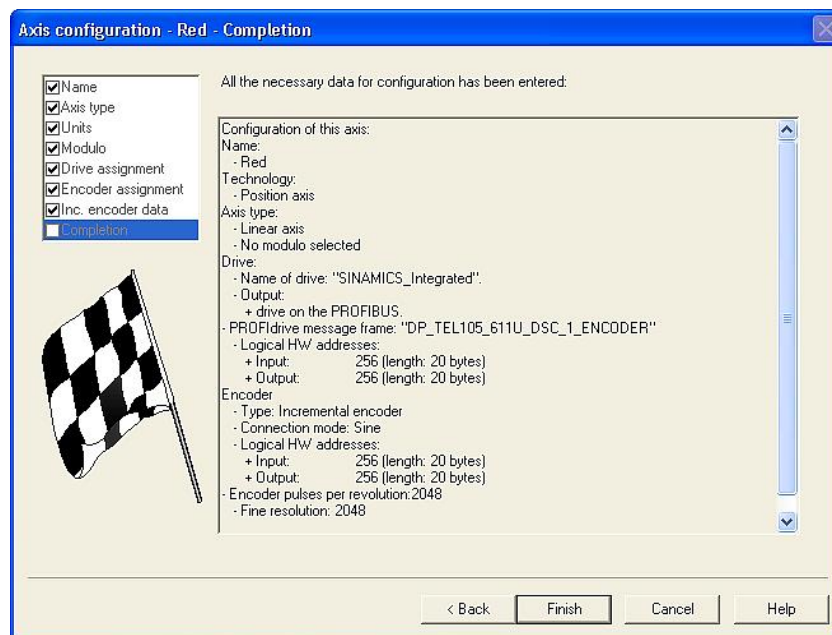 Axis configuration - Red - Completion
Name
Axis type
Units
Modulo
Drive assignment
Encoder assignment
Inc. encoder data
Completion
All the necessary data for configuration has been entered:
Configuration of this axis:
Name:
- Red
Technology:
- Position axis
Axis type:
- Linear axis
- No modulo selected
Drive:
- Name of drive: "SINAMICS_Integrated".
- Output:
+ drive on the PROFIBUS.
- PROFIdrive message frame: "DP_TEL105_611U_DSC_1_ENCODER"
- Logical HW addresses:
+ Input: 256 (length: 20 bytes)
+ Output: 256 (length: 20 bytes)
Encoder
- Type: Incremental encoder
- Connection mode: Sine
- Logical HW addresses:
+ Input: 256 (length: 20 bytes)
+ Output: 256 (length: 20 bytes)
- Encoder pulses per revolution:2048
- Fine resolution: 2048
< Back Finish Cancel Help